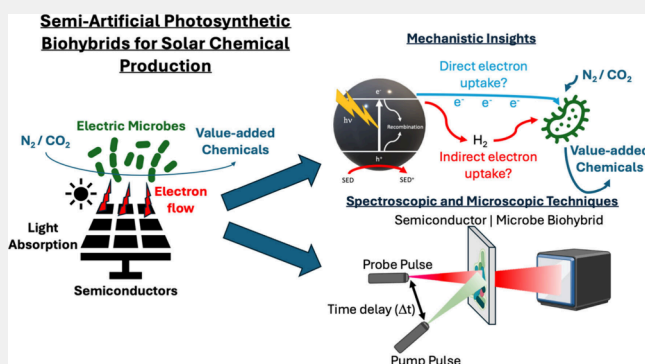 Semi-Artificial Photosynthetic
Biohybrids for Solar Chemical
Production
N₂ / CO₂
Electric Microbes
Value-added
Chemicals
Electron
flow
Light
Absorption
Semiconductors
Mechanistic Insights
Direct electron
uptake?
e⁻ e⁻ e⁻
N₂ / CO₂
e⁻
hν
Recombination
h⁺
SED
SED⁺
H₂
Indirect electron
uptake?
Value-added
Chemicals
Spectroscopic and Microscopic Techniques
Semiconductor | Microbe Biohybrid
Probe Pulse
Time delay (Δt)
Pump Pulse